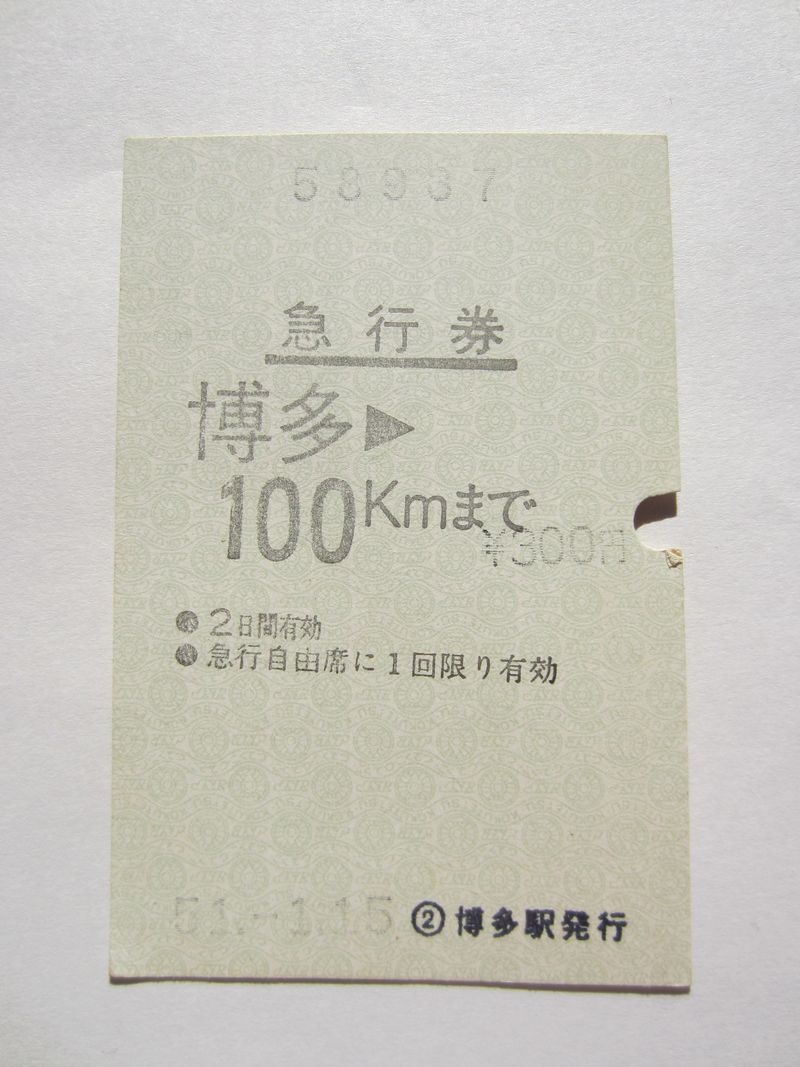 53937
急行券
博多▶
100Kmまで
¥300円
●2日間有効
●急行自由席に1回限り有効
51.-1.15 ②博多駅発行